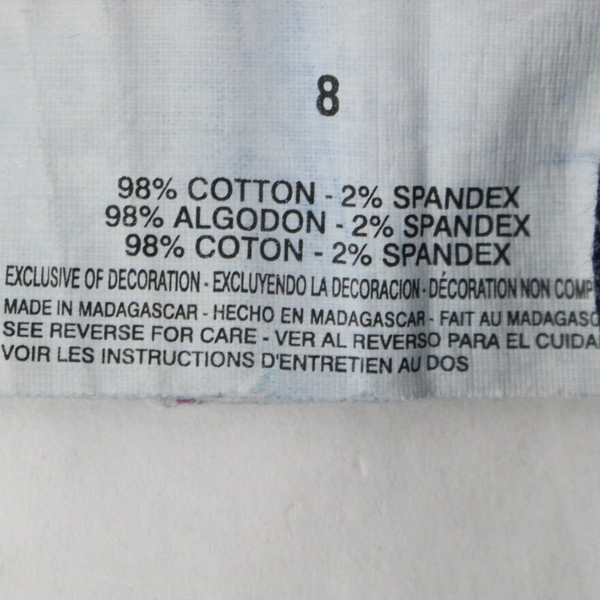 8
98% COTTON - 2% SPANDEX
98% ALGODON - 2% SPANDEX
98% COTON - 2% SPANDEX
EXCLUSIVE OF DECORATION - EXCLUYENDO LA DECORACION - DÉCORATION NON
MADE IN MADAGASCAR - HECHO EN MADAGASCAR - FAIT AU
SEE REVERSE FOR CARE - VER AL REVERSO PARA EL
VOIR LES INSTRUCTIONS D'ENTRETIEN AU DOS